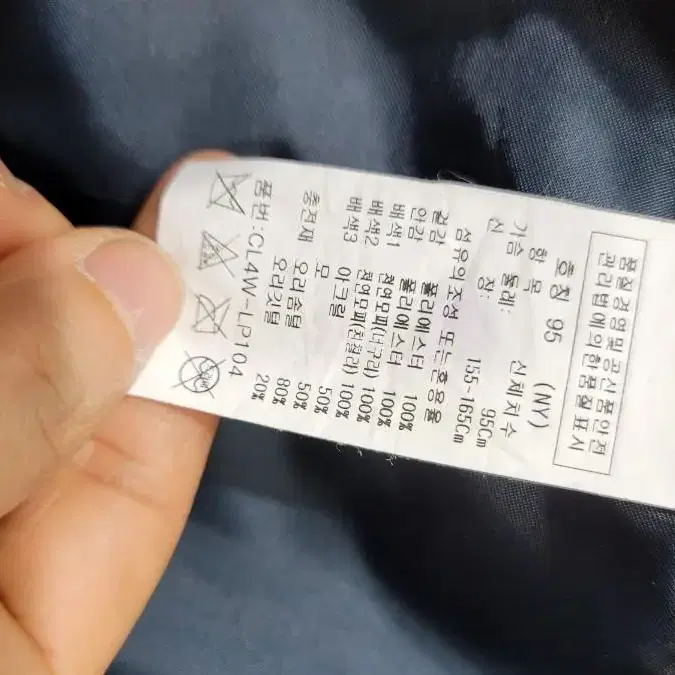 품질경영및공산품안전
관리법에의한품질표시
호칭 95 (NY)
항 목 신체치수
가슴 둘레: 95Cm
신 장: 155-165Cm
섬유의조성 또는혼용율
겉감 폴리에스터 100%
안감 폴리에스터 100%
배색1 천연모피(너구리) 100%
배색2 천연모피(친칠라) 100%
배색3 아크릴 50%
모 50%
충전재 오리솜털 80%
오리깃털 20%
품번:CL4W-LP104